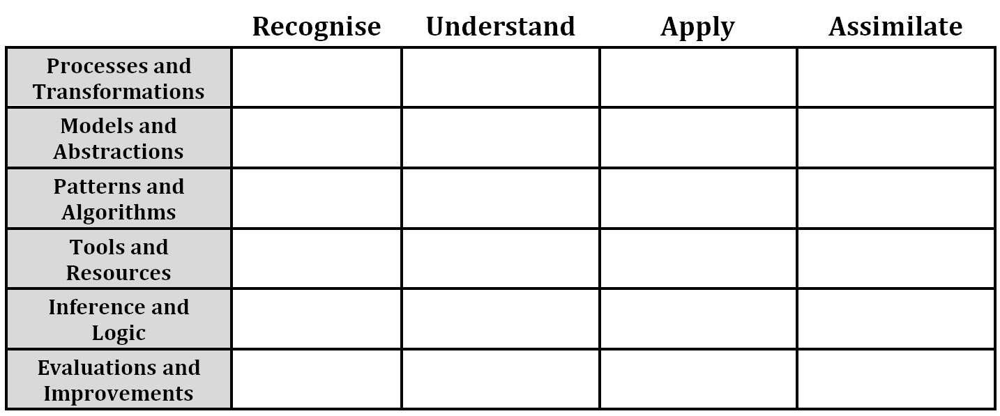 Recognise Understand Apply Assimilate
Processes and
Transformations
Models and
Abstractions
Patterns and
Algorithms
Tools and
Resources
Inference and
Logic
Evaluations and
Improvements